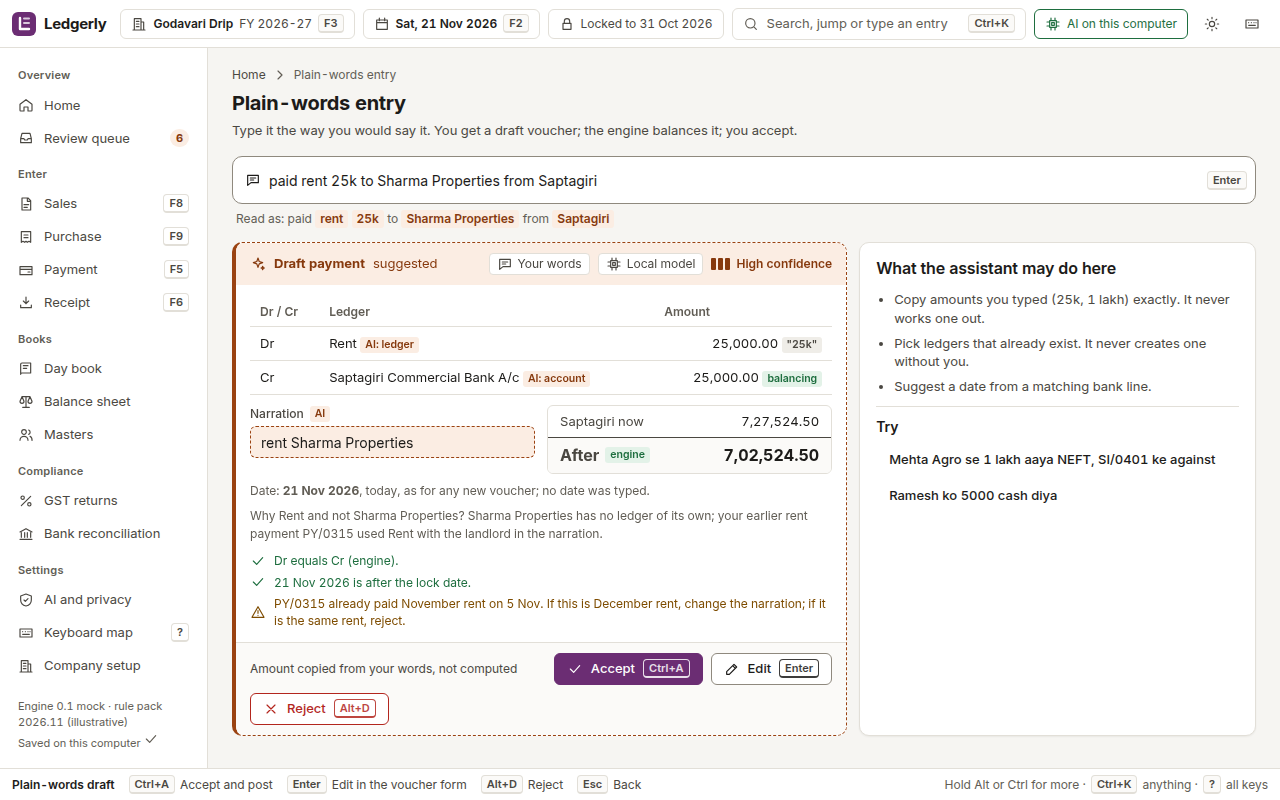 Ledgerly
Godavari Drip FY 2026-27 F3
Sat, 21 Nov 2026 F2
Locked to 31 Oct 2026
Search, jump or type an entry Ctrl+K
AI on this computer
Overview
Home
Review queue 6
Enter
Sales F8
Purchase F9
Payment F5
Receipt F6
Books
Day book
Balance sheet
Masters
Compliance
GST returns
Bank reconciliation
Settings
AI and privacy
Keyboard map ?
Company setup
Engine 0.1 mock · rule pack
2026.11 (illustrative)
Saved on this computer
Home > Plain-words entry
Plain-words entry
Type it the way you would say it. You get a draft voucher; the engine balances it; you accept.
paid rent 25k to Sharma Properties from Saptagiri Enter
Read as: paid rent 25k to Sharma Properties from Saptagiri
Draft payment suggested Your words Local model High confidence
Dr / Cr Ledger Amount
Dr Rent AI: ledger 25,000.00 "25k"
Cr Saptagiri Commercial Bank A/c AI: account 25,000.00 balancing
Narration AI
rent Sharma Properties
Saptagiri now 7,27,524.50
After engine 7,02,524.50
Date: 21 Nov 2026, today, as for any new voucher; no date was typed.
Why Rent and not Sharma Properties? Sharma Properties has no ledger of its own; your earlier rent
payment PY/0315 used Rent with the landlord in the narration.
Dr equals Cr (engine).
21 Nov 2026 is after the lock date.
PY/0315 already paid November rent on 5 Nov. If this is December rent, change the narration; if it
is the same rent, reject.
Amount copied from your words, not computed
Accept Ctrl+A
Edit Enter
Reject Alt+D
What the assistant may do here
• Copy amounts you typed (25k, 1 lakh) exactly. It never
works one out.
• Pick ledgers that already exist. It never creates one
without you.
• Suggest a date from a matching bank line.
Try
Mehta Agro se 1 lakh aaya NEFT, SI/0401 ke against
Ramesh ko 5000 cash diya
Plain-words draft Ctrl+A Accept and post Enter Edit in the voucher form Alt+D Reject Esc Back
Hold Alt or Ctrl for more · Ctrl+K anything · ? all keys